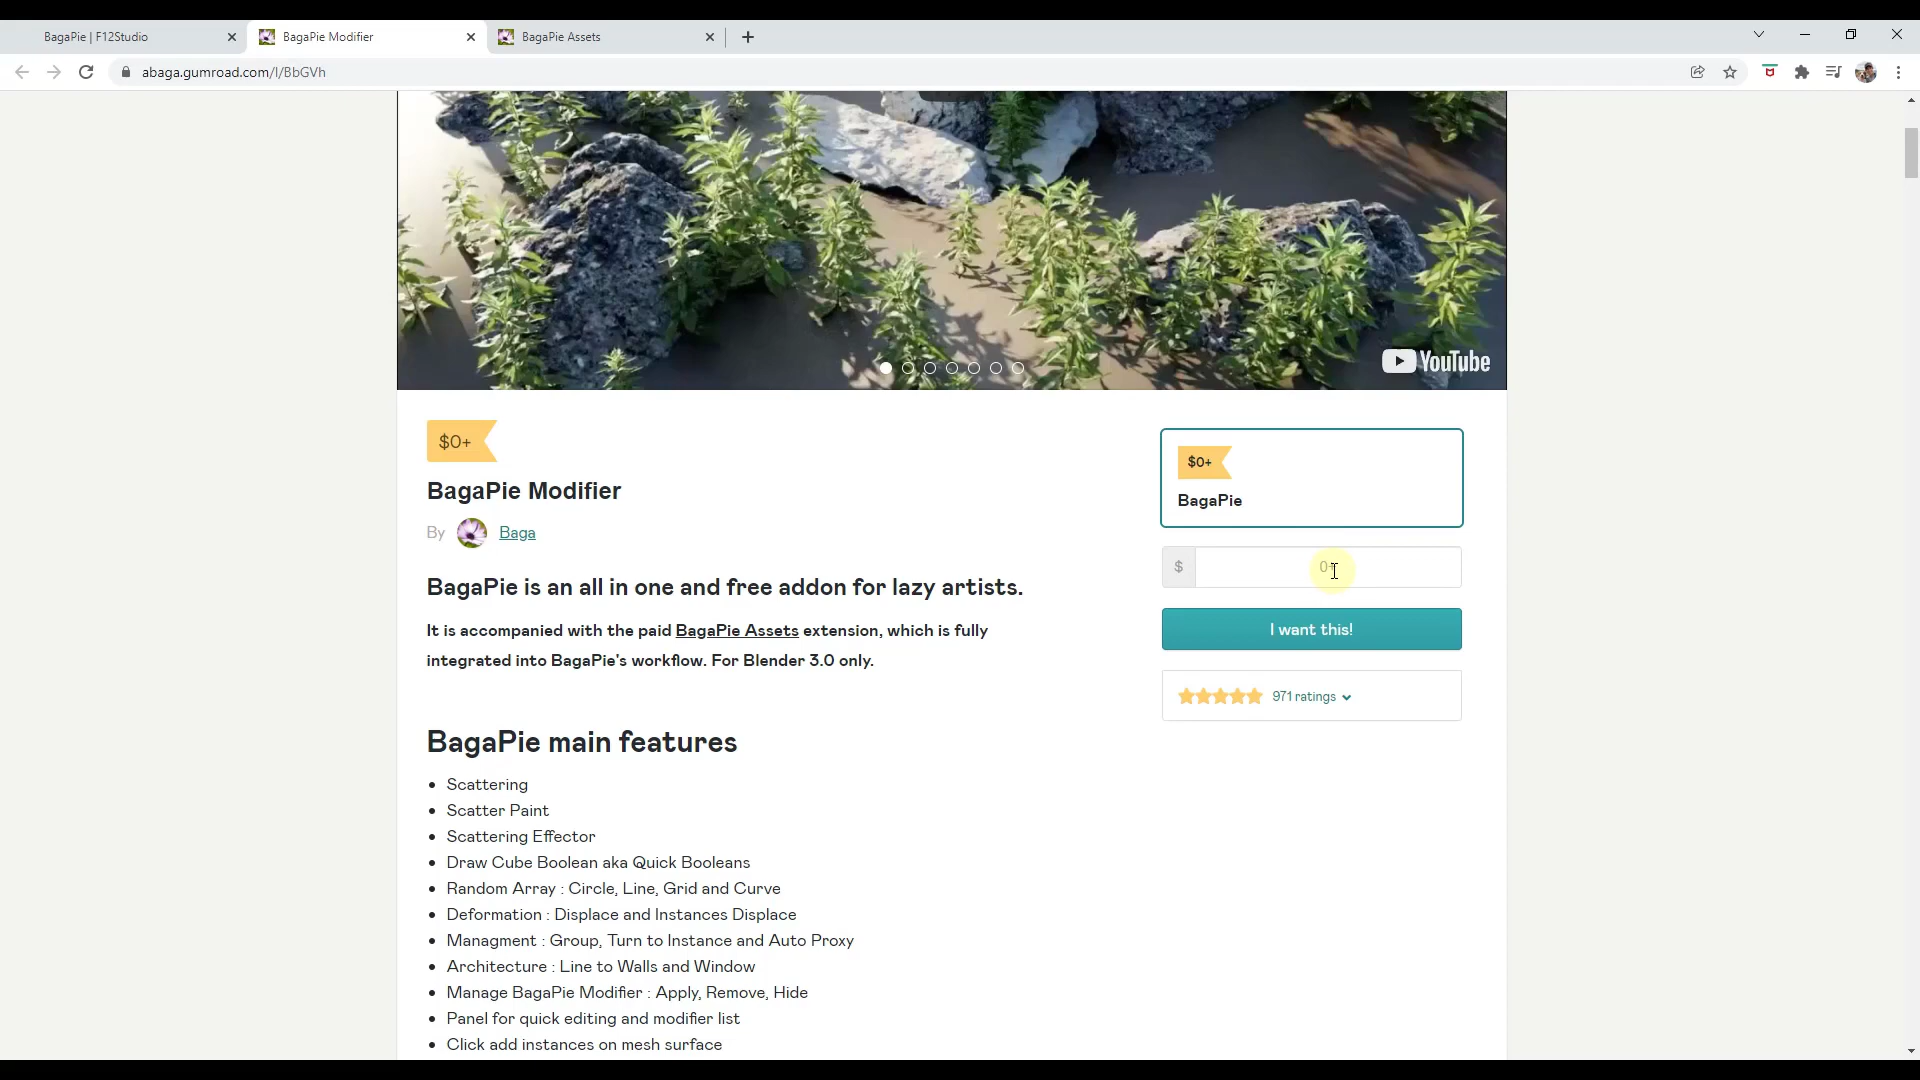 BagaPie | F12Studio
BagaPie Modifier
BagaPie Assets
abaga.gumroad.com/l/BbGVh
YouTube
$0+
BagaPie Modifier
By Baga
BagaPie is an all in one and free addon for lazy artists.
It is accompanied with the paid BagaPie Assets extension, which is fully
integrated into BagaPie's workflow. For Blender 3.0 only.
BagaPie main features
• Scattering
• Scatter Paint
• Scattering Effector
• Draw Cube Boolean aka Quick Booleans
• Random Array : Circle, Line, Grid and Curve
• Deformation : Displace and Instances Displace
• Managment : Group, Turn to Instance and Auto Proxy
• Architecture : Line to Walls and Window
• Manage BagaPie Modifier : Apply, Remove, Hide
• Panel for quick editing and modifier list
• Click add instances on mesh surface
$0+
BagaPie
$ 0+
I want this!
971 ratings